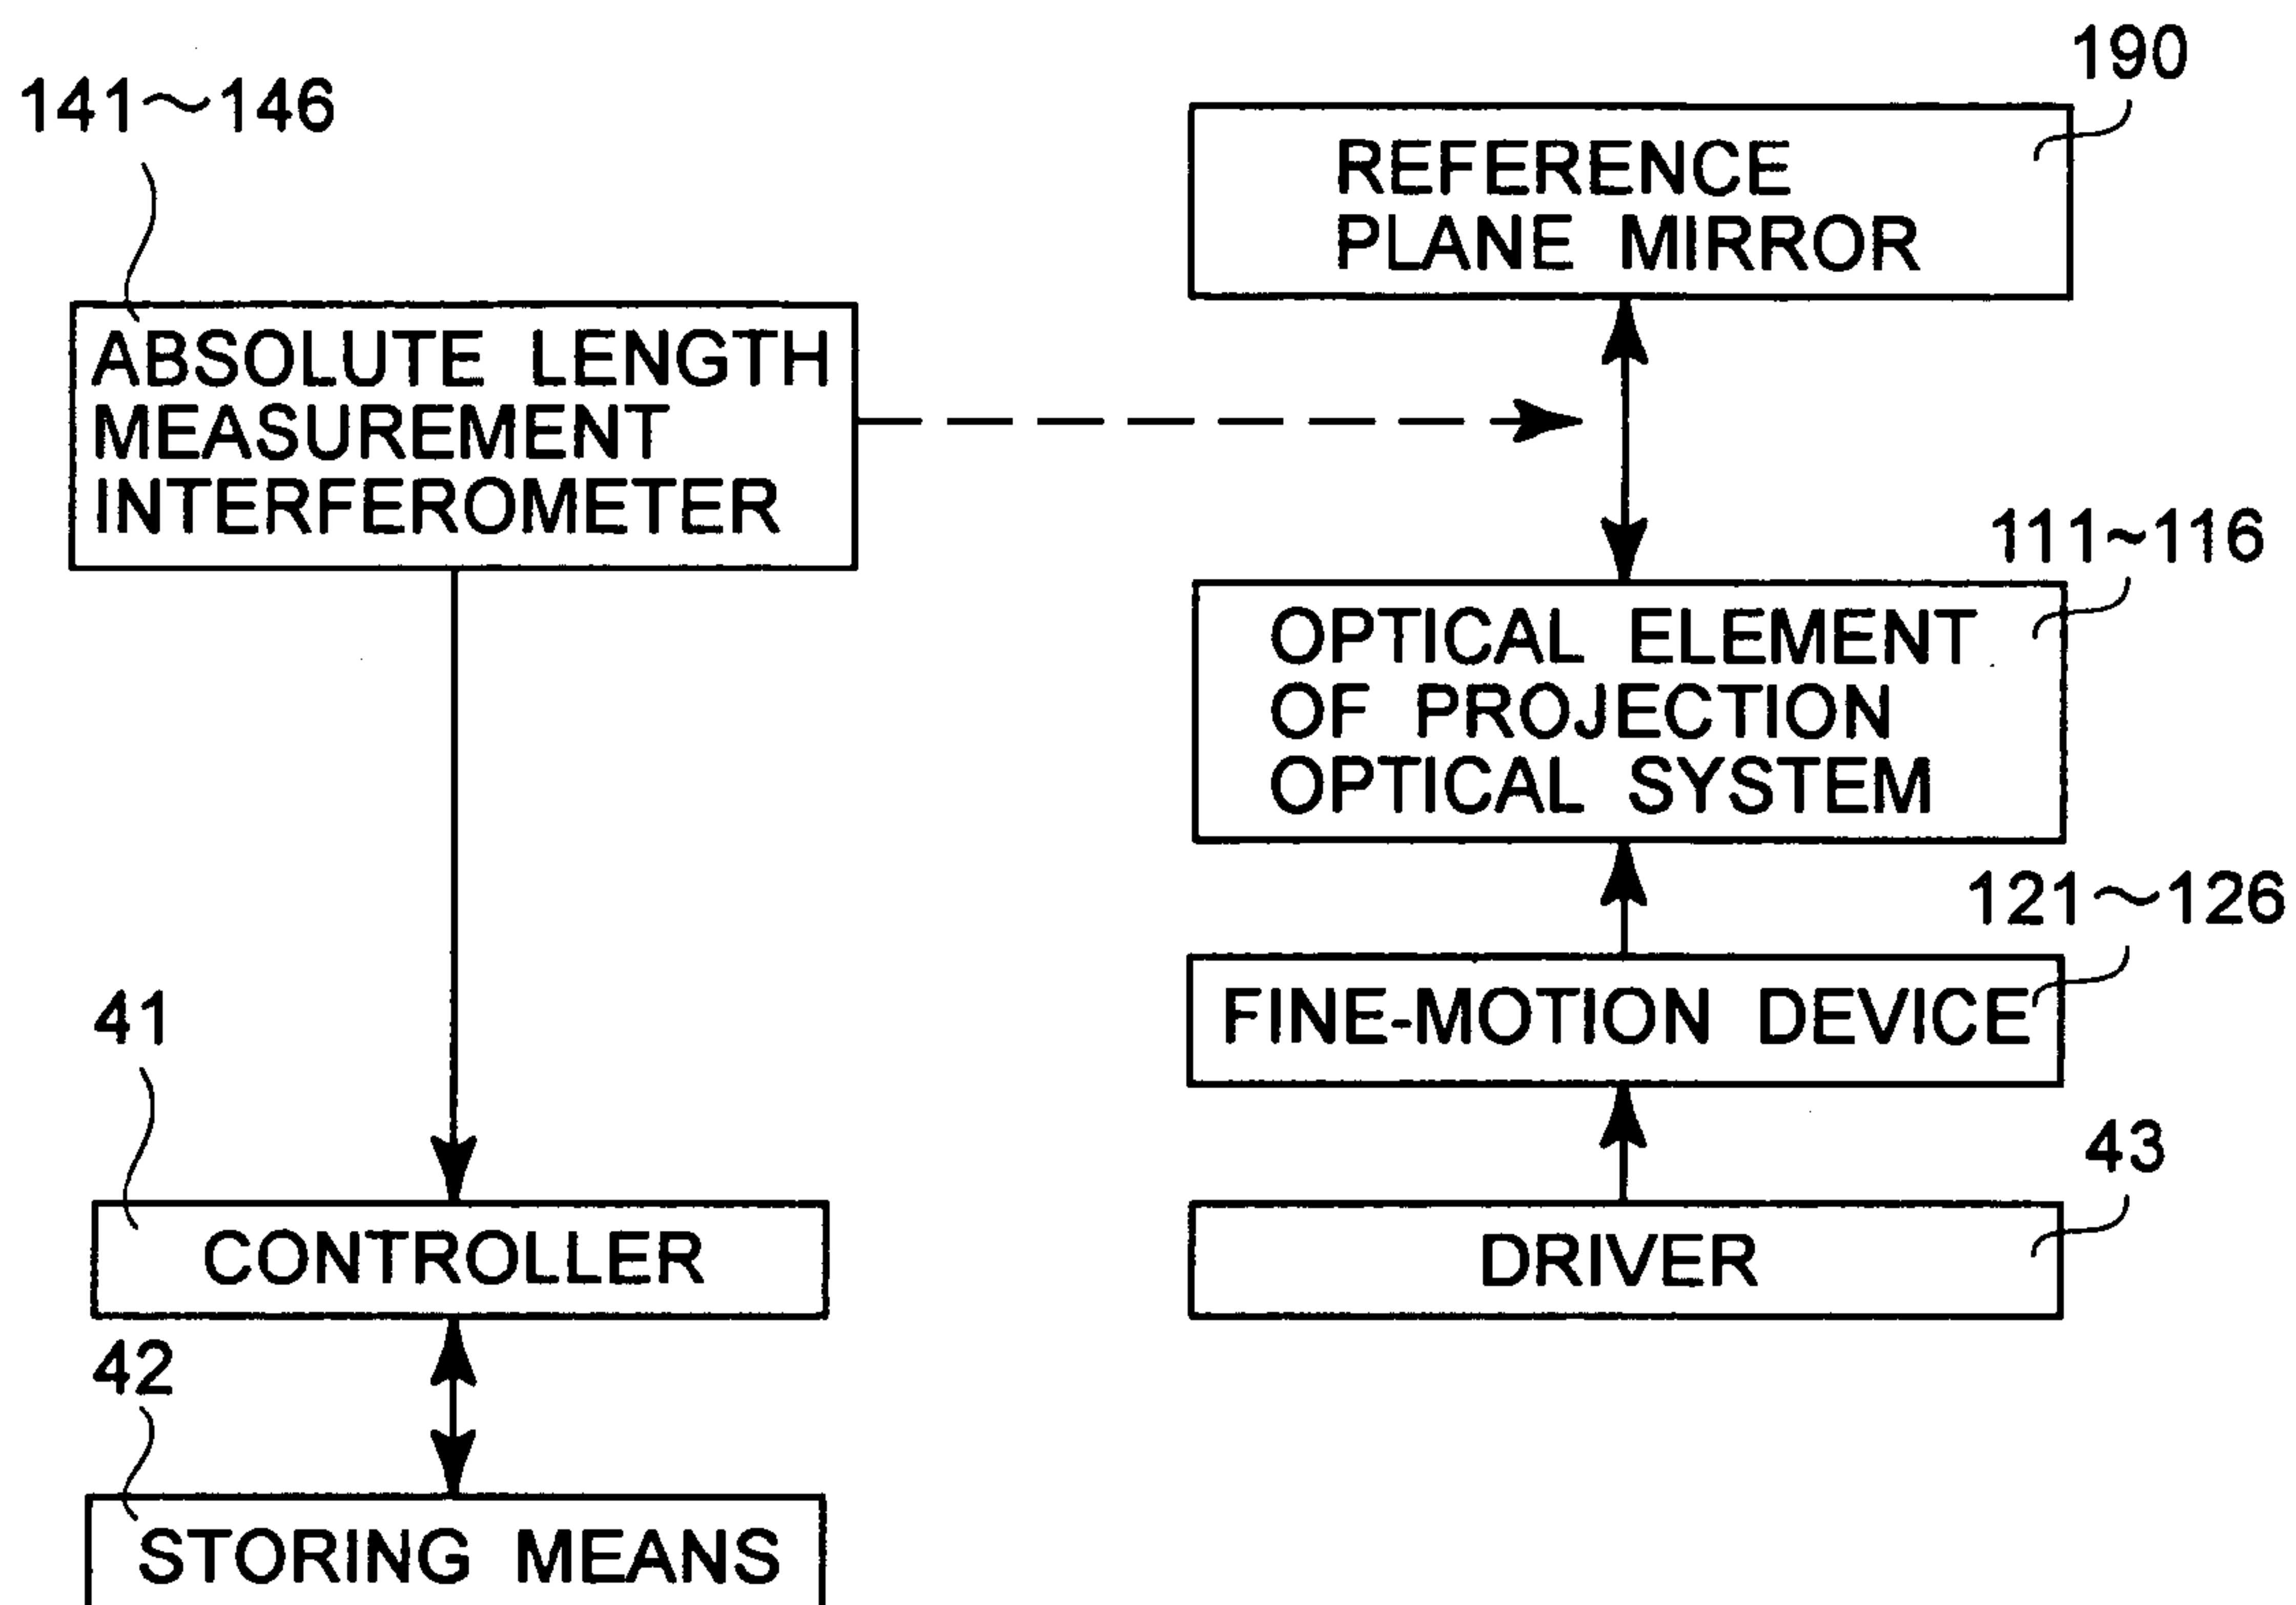 190
141～146
REFERENCE
PLANE MIRROR
ABSOLUTE LENGTH
MEASUREMENT
INTERFEROMETER
111~116
OPTICAL ELEMENT
OF PROJECTION
OPTICAL SYSTEM
121～126
FINE-MOTION DEVICE
41
43
CONTROLLER
DRIVER
42
STORING MEANS